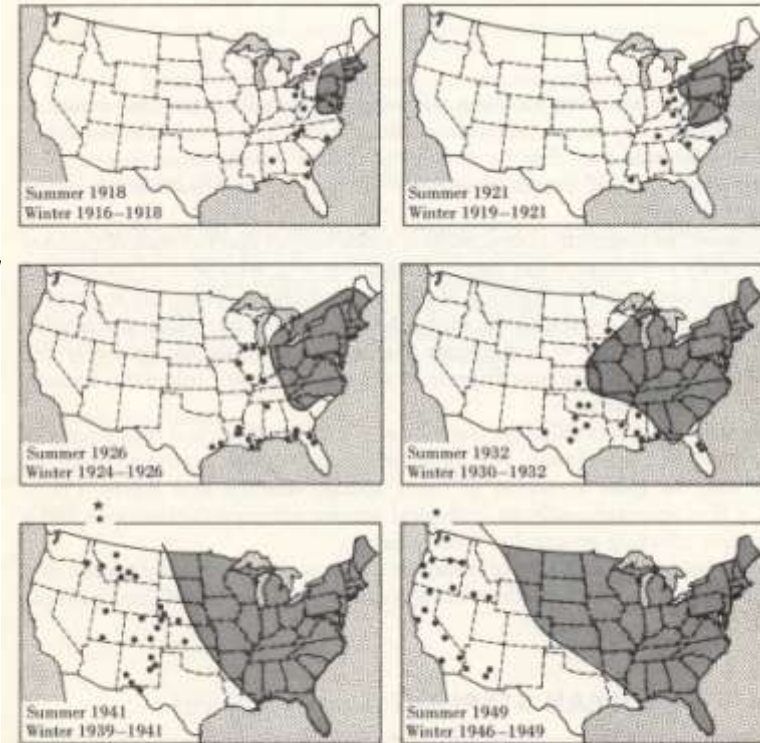 Summer 1918
Winter 1916–1918
Summer 1921
Winter 1919–1921
Summer 1926
Winter 1924–1926
Summer 1932
Winter 1930–1932
Summer 1941
Winter 1939–1941
Summer 1949
Winter 1946–1949